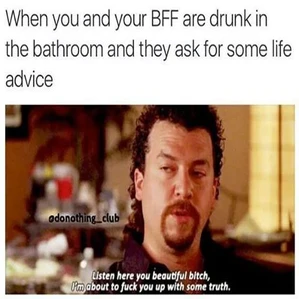 When you and your BFF are drunk in
the bathroom and they ask for some life
advice
@donothing_club
Listen here you beautiful bitch,
I'm about to fuck you up with some truth.